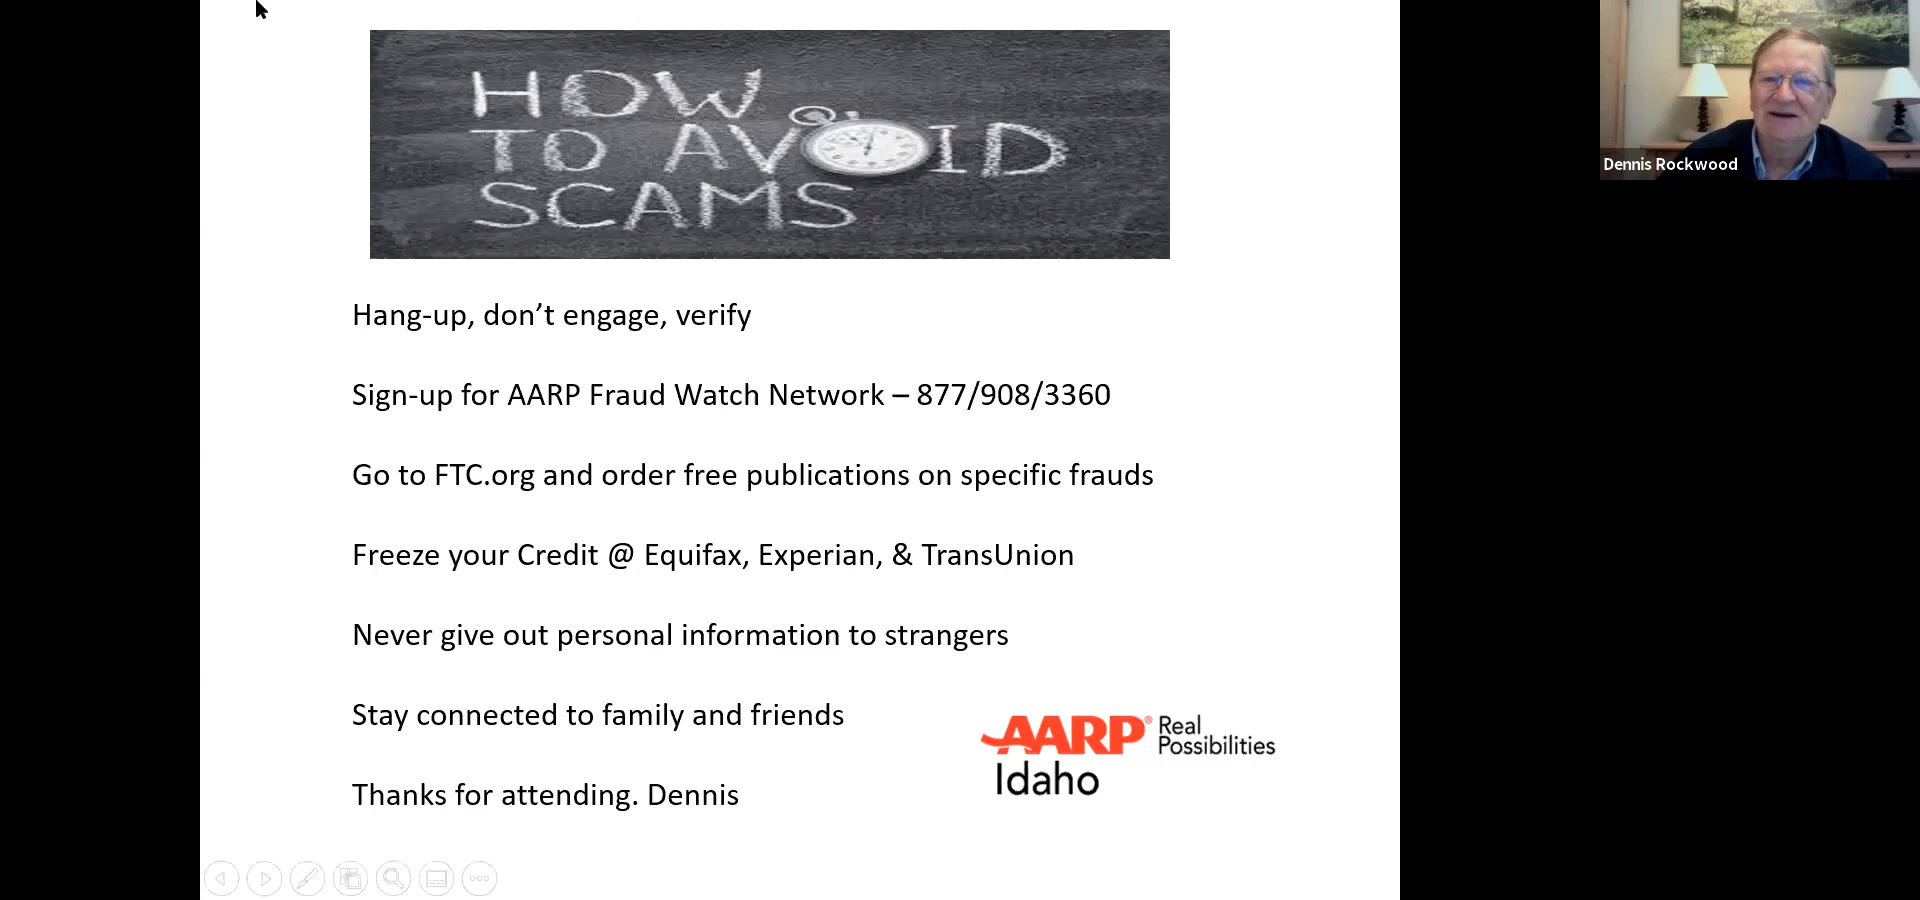 HOW
TO AVOID
SCAMS
Dennis Rockwood
Hang-up, don’t engage, verify
Sign-up for AARP Fraud Watch Network – 877/908/3360
Go to FTC.org and order free publications on specific frauds
Freeze your Credit @ Equifax, Experian, & TransUnion
Never give out personal information to strangers
Stay connected to family and friends
AARP® Real
Possibilities
Idaho
Thanks for attending. Dennis